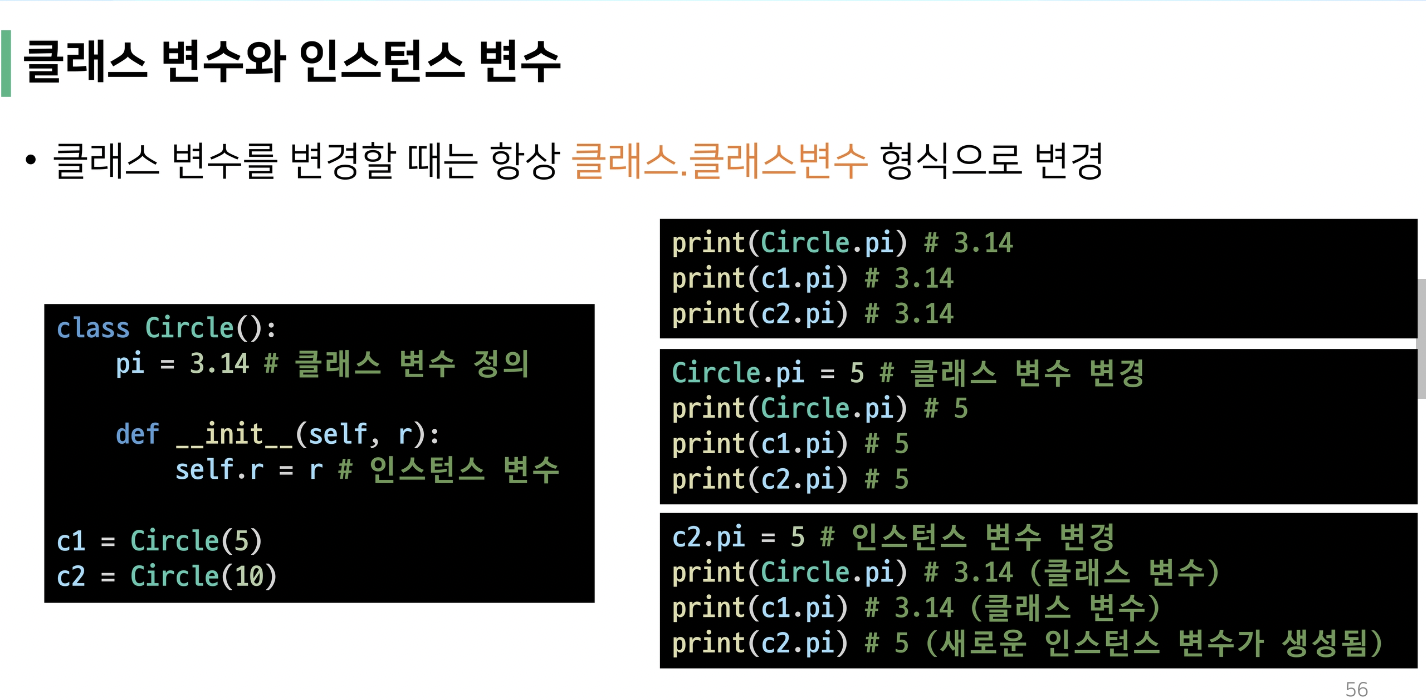 클래스 변수와 인스턴스 변수
• 클래스 변수를 변경할 때는 항상 클래스.클래스변수 형식으로 변경
class Circle():
    pi = 3.14 # 클래스 변수 정의
    def __init__(self, r):
        self.r = r # 인스턴스 변수
c1 = Circle(5)
c2 = Circle(10)
print(Circle.pi) # 3.14
print(c1.pi) # 3.14
print(c2.pi) # 3.14
Circle.pi = 5 # 클래스 변수 변경
print(Circle.pi) # 5
print(c1.pi) # 5
print(c2.pi) # 5
c2.pi = 5 # 인스턴스 변수 변경
print(Circle.pi) # 3.14 (클래스 변수)
print(c1.pi) # 3.14 (클래스 변수)
print(c2.pi) # 5 (새로운 인스턴스 변수가 생성됨)
56